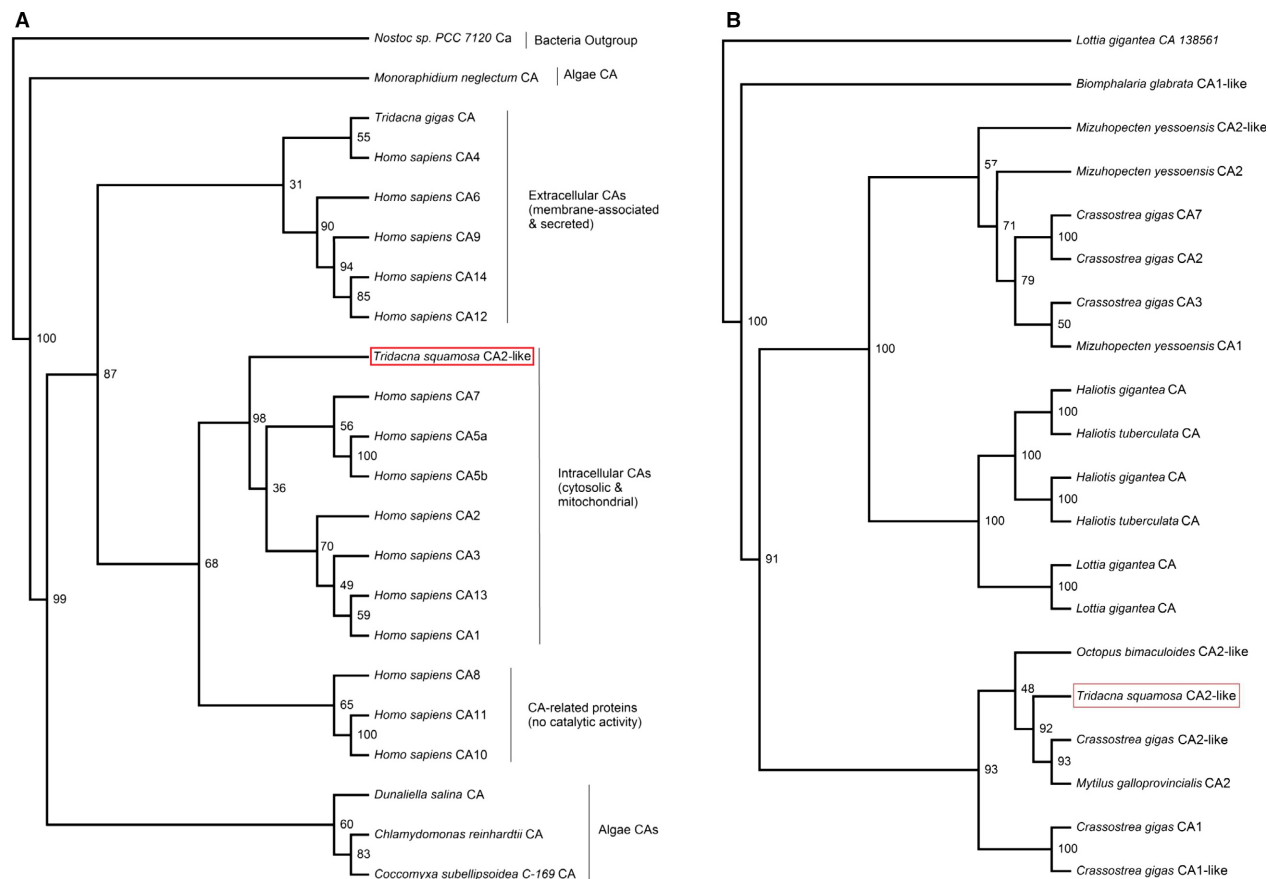 A
Nostoc sp. PCC 7120 Ca
Bacteria Outgroup
Monoraphidium neglectum CA
Algae CA
Tridacna gigas CA
55
Homo sapiens CA4
31
Homo sapiens CA6
Extracellular CAs
(membrane-associated
& secreted)
90
Homo sapiens CA9
94
Homo sapiens CA14
85
Homo sapiens CA12
100
Tridacna squamosa CA2-like
87
Homo sapiens CA7
98
56
Homo sapiens CA5a
100
Homo sapiens CA5b
Intracellular CAs
(cytosolic &
mitochondrial)
36
Homo sapiens CA2
70
Homo sapiens CA3
68
49
Homo sapiens CA13
99
59
Homo sapiens CA1
Homo sapiens CA8
65
Homo sapiens CA11
CA-related proteins
(no catalytic activity)
100
Homo sapiens CA10
Dunaliella salina CA
60
Chlamydomonas reinhardtii CA
Algae CAs
83
Coccomyxa subellipsoidea C-169 CA
B
Lottia gigantea CA 138561
Biomphalaria glabrata CA1-like
Mizuhopecten yessoensis CA2-like
57
Mizuhopecten yessoensis CA2
Crassostrea gigas CA7
71
100
Crassostrea gigas CA2
79
Crassostrea gigas CA3
100
50
Mizuhopecten yessoensis CA1
100
Haliotis gigantea CA
100
Haliotis tuberculata CA
100
Haliotis gigantea CA
100
Haliotis tuberculata CA
100
91
Lottia gigantea CA
100
Lottia gigantea CA
Octopus bimaculoides CA2-like
48
Tridacna squamosa CA2-like
92
Crassostrea gigas CA2-like
93
93
Mytilus galloprovincialis CA2
Crassostrea gigas CA1
100
Crassostrea gigas CA1-like